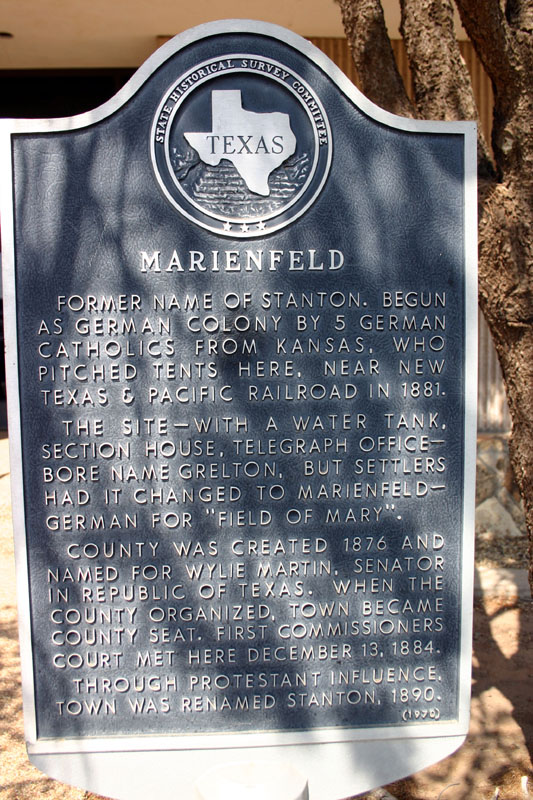 STATE HISTORICAL SURVEY COMMITTEE
TEXAS
MARIENFELD
FORMER NAME OF STANTON. BEGUN
AS GERMAN COLONY BY 5 GERMAN
CATHOLICS FROM KANSAS, WHO
PITCHED TENTS HERE, NEAR NEW
TEXAS & PACIFIC RAILROAD IN 1881.
THE SITE—WITH A WATER TANK,
SECTION HOUSE, TELEGRAPH OFFICE—
BORE NAME GRELTON, BUT SETTLERS
HAD IT CHANGED TO MARIENFELD—
GERMAN FOR "FIELD OF MARY".
COUNTY WAS CREATED 1876 AND
NAMED FOR WYLIE MARTIN, SENATOR
IN REPUBLIC OF TEXAS. WHEN THE
COUNTY ORGANIZED, TOWN BECAME
COUNTY SEAT. FIRST COMMISSIONERS
COURT MET HERE DECEMBER 13, 1884.
THROUGH PROTESTANT INFLUENCE,
TOWN WAS RENAMED STANTON, 1890.
(1970)